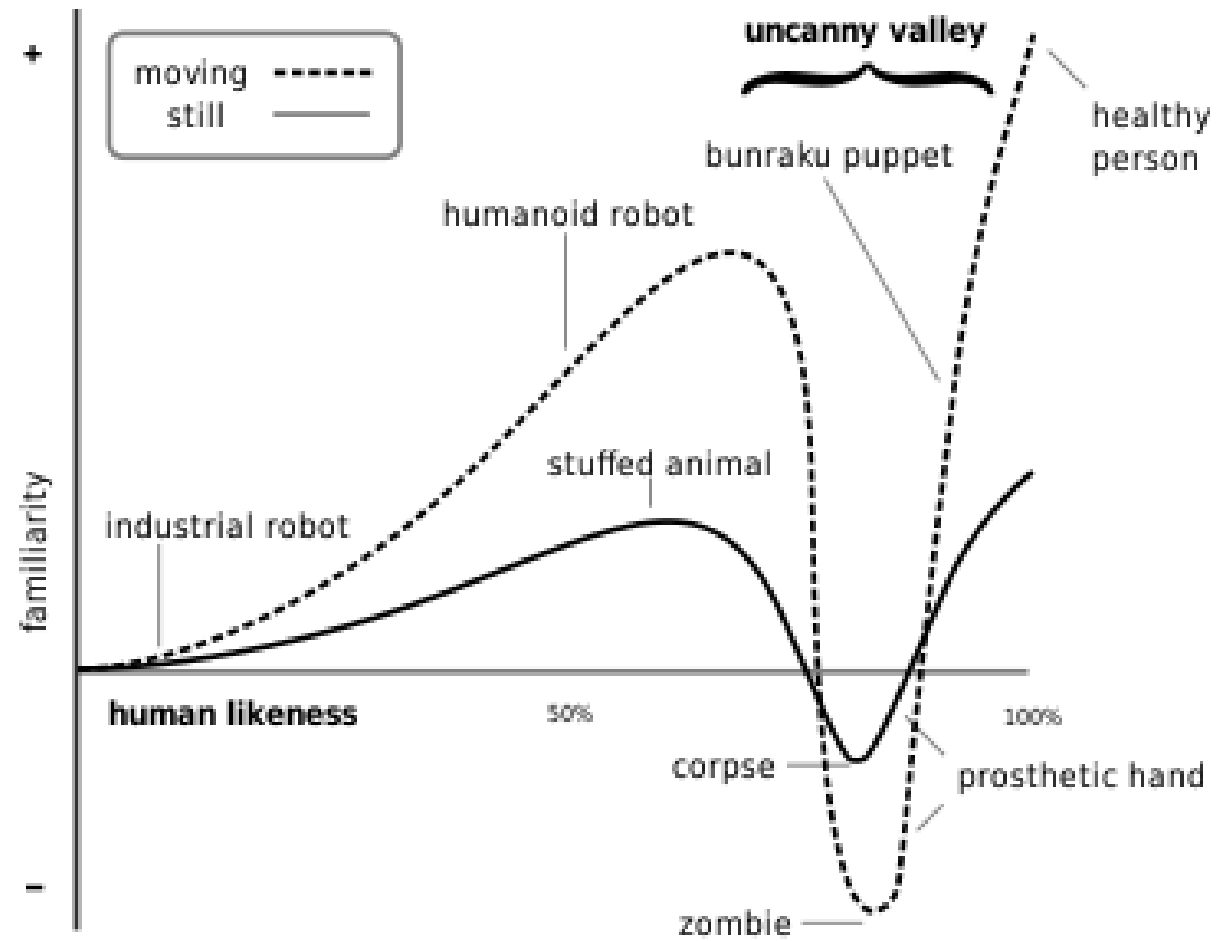 +
uncanny valley
moving
still
healthy
person
bunraku puppet
humanoid robot
stuffed animal
industrial robot
familiarity
human likeness
50%
100%
corpse
prosthetic hand
–
zombie